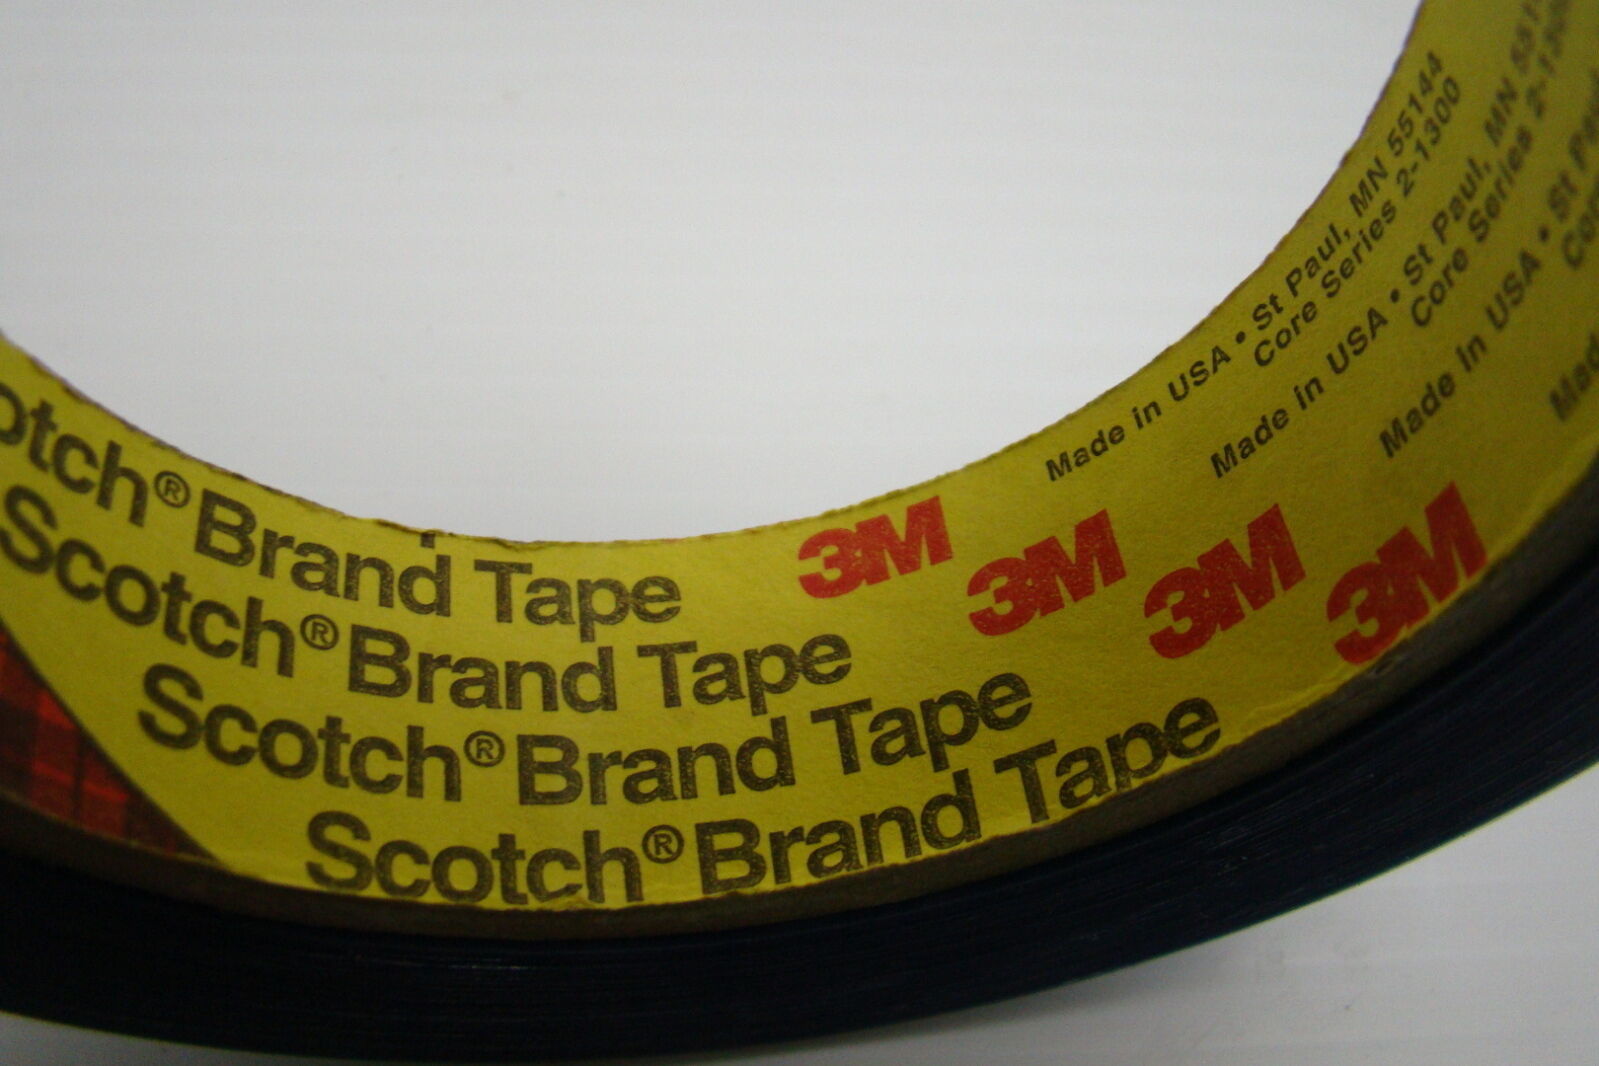 Scotch® Brand Tape 3M Made in USA • St Paul, MN 55144
Core Series 2-1300
Scotch® Brand Tape 3M Made in USA • St Paul, MN
Core Series
Scotch® Brand Tape 3M Made in USA • St
Scotch® Brand Tape 3M